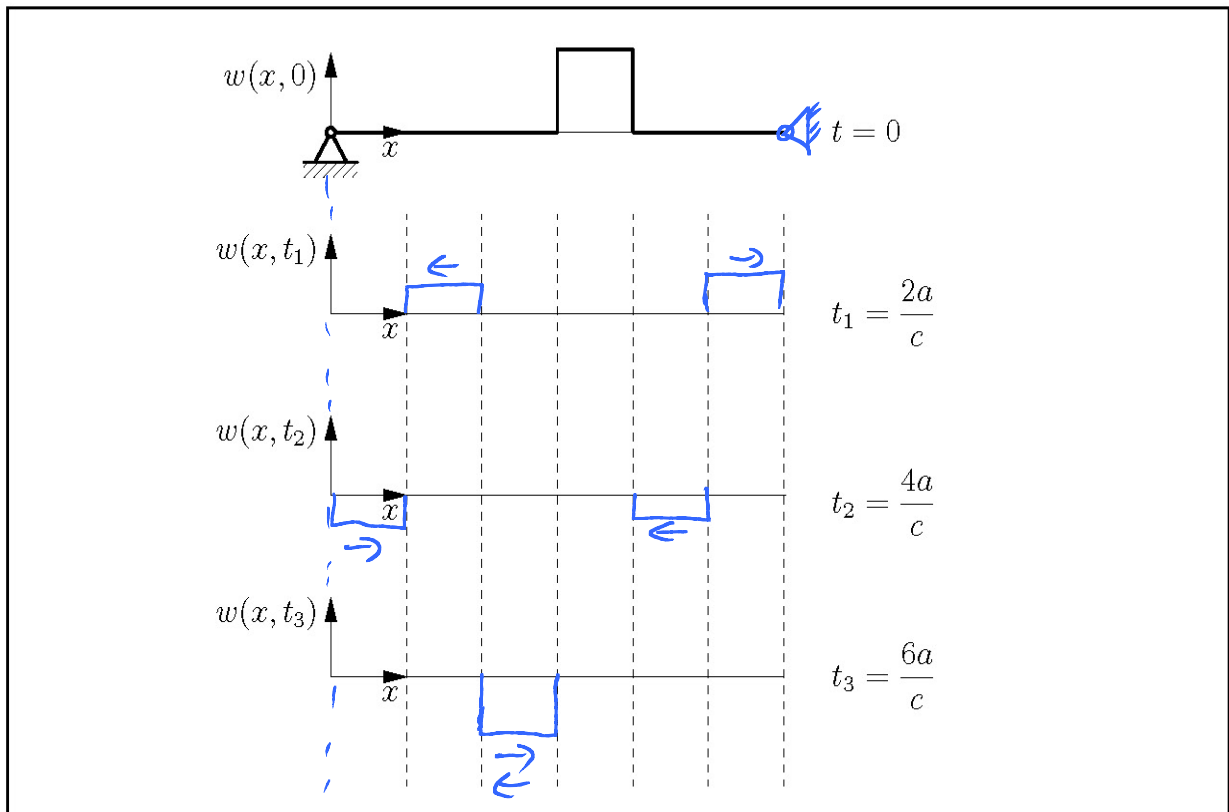 w(x, 0)
x
t = 0
w(x, t₁)
x
t₁ = 2a/c
w(x, t₂)
x
t₂ = 4a/c
w(x, t₃)
x
t₃ = 6a/c